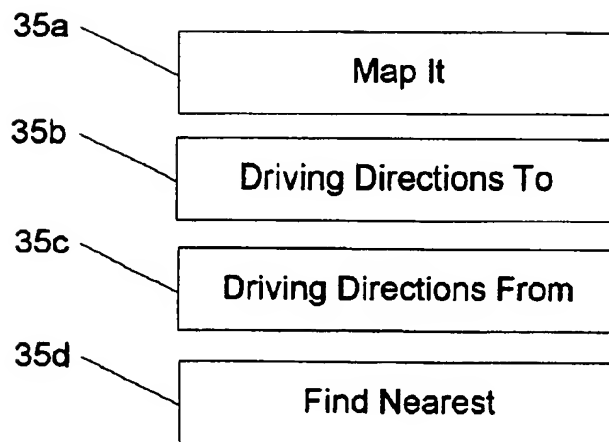 35a
Map It
35b
Driving Directions To
35c
Driving Directions From
35d
Find Nearest